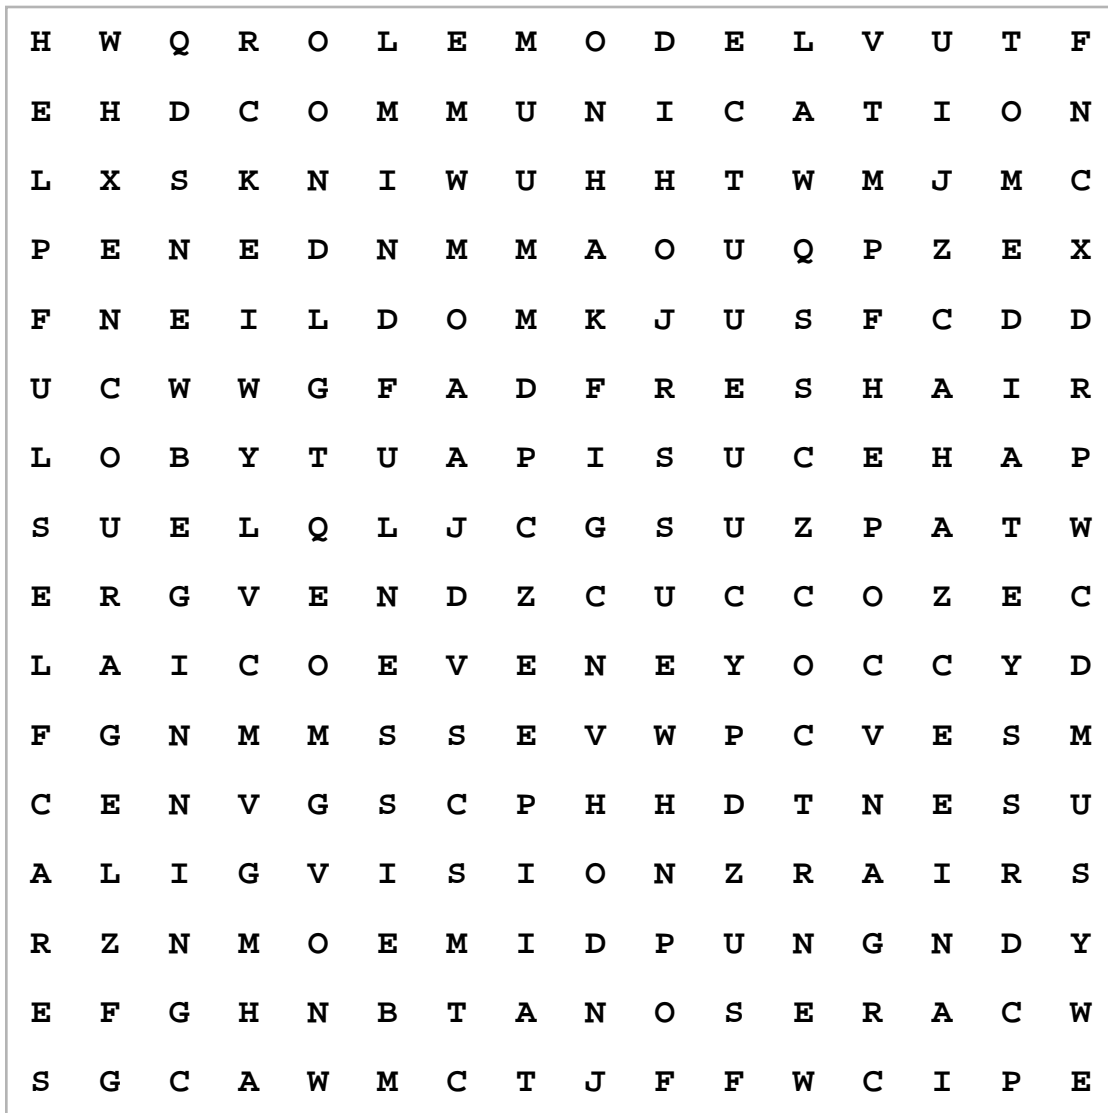 H W Q R O L E M O D E L V U T F
E H D C O M M U N I C A T I O N
L X S K N I W U H H T W M J M C
P E N E D N M M A O U Q P Z E X
F N E I L D O M K J U S F C D D
U C W W G F A D F R E S H A I R
L O B Y T U A P I S U C E H A P
S U E L Q L J C G S U Z P A T W
E R G V E N D Z C U C C O Z E C
L A I C O E V E N E Y O C C Y D
F G N M M S S E V W P C V E S M
C E N V G S C P H H D T N E S U
A L I G V I S I O N Z R A I R S
R Z N M O E M I D P U N G N D Y
E F G H N B T A N O S E R A C W
S G C A W M C T J F F W C I P E